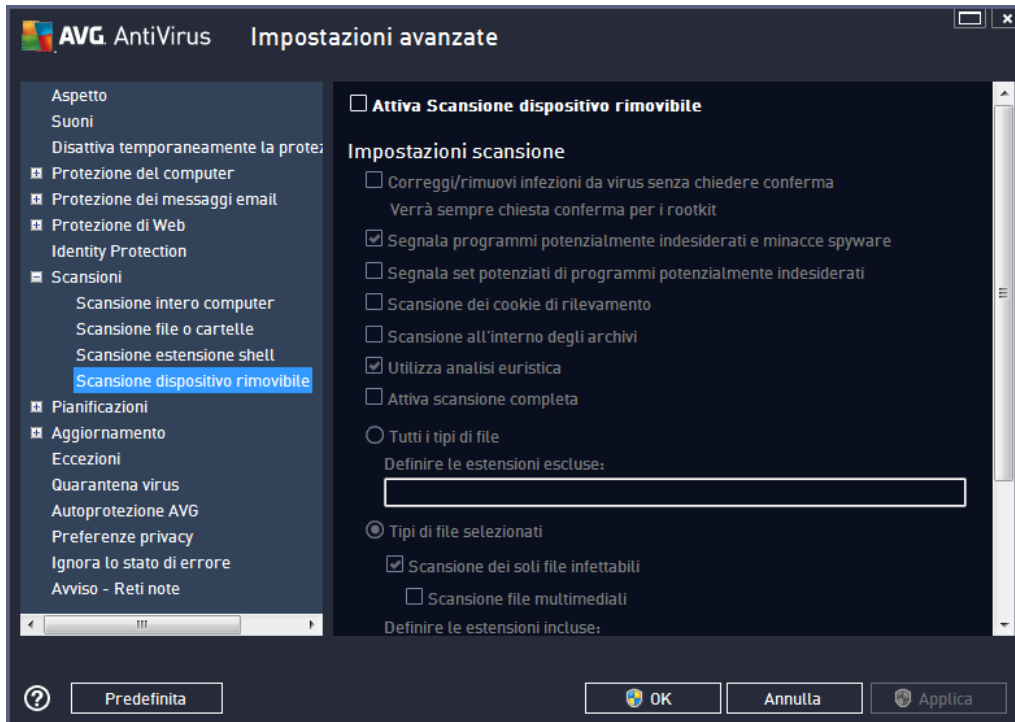 AVG AntiVirus Impostazioni avanzate
Aspetto
Suoni
Disattiva temporaneamente la protez
Protezione del computer
Protezione dei messaggi email
Protezione di Web
Identity Protection
Scansioni
Scansione intero computer
Scansione file o cartelle
Scansione estensione shell
Scansione dispositivo rimovibile
Pianificazioni
Aggiornamento
Eccezioni
Quarantena virus
Autoprotezione AVG
Preferenze privacy
Ignora lo stato di errore
Avviso - Reti note
Attiva Scansione dispositivo rimovibile
Impostazioni scansione
Correggi/rimuovi infezioni da virus senza chiedere conferma
Verrà sempre chiesta conferma per i rootkit
Segnala programmi potenzialmente indesiderati e minacce spyware
Segnala set potenziati di programmi potenzialmente indesiderati
Scansione dei cookie di rilevamento
Scansione all'interno degli archivi
Utilizza analisi euristica
Attiva scansione completa
Tutti i tipi di file
Definire le estensioni escluse:
Tipi di file selezionati
Scansione dei soli file infettabili
Scansione file multimediali
Definire le estensioni incluse:
Predefinita
OK
Annulla
Applica